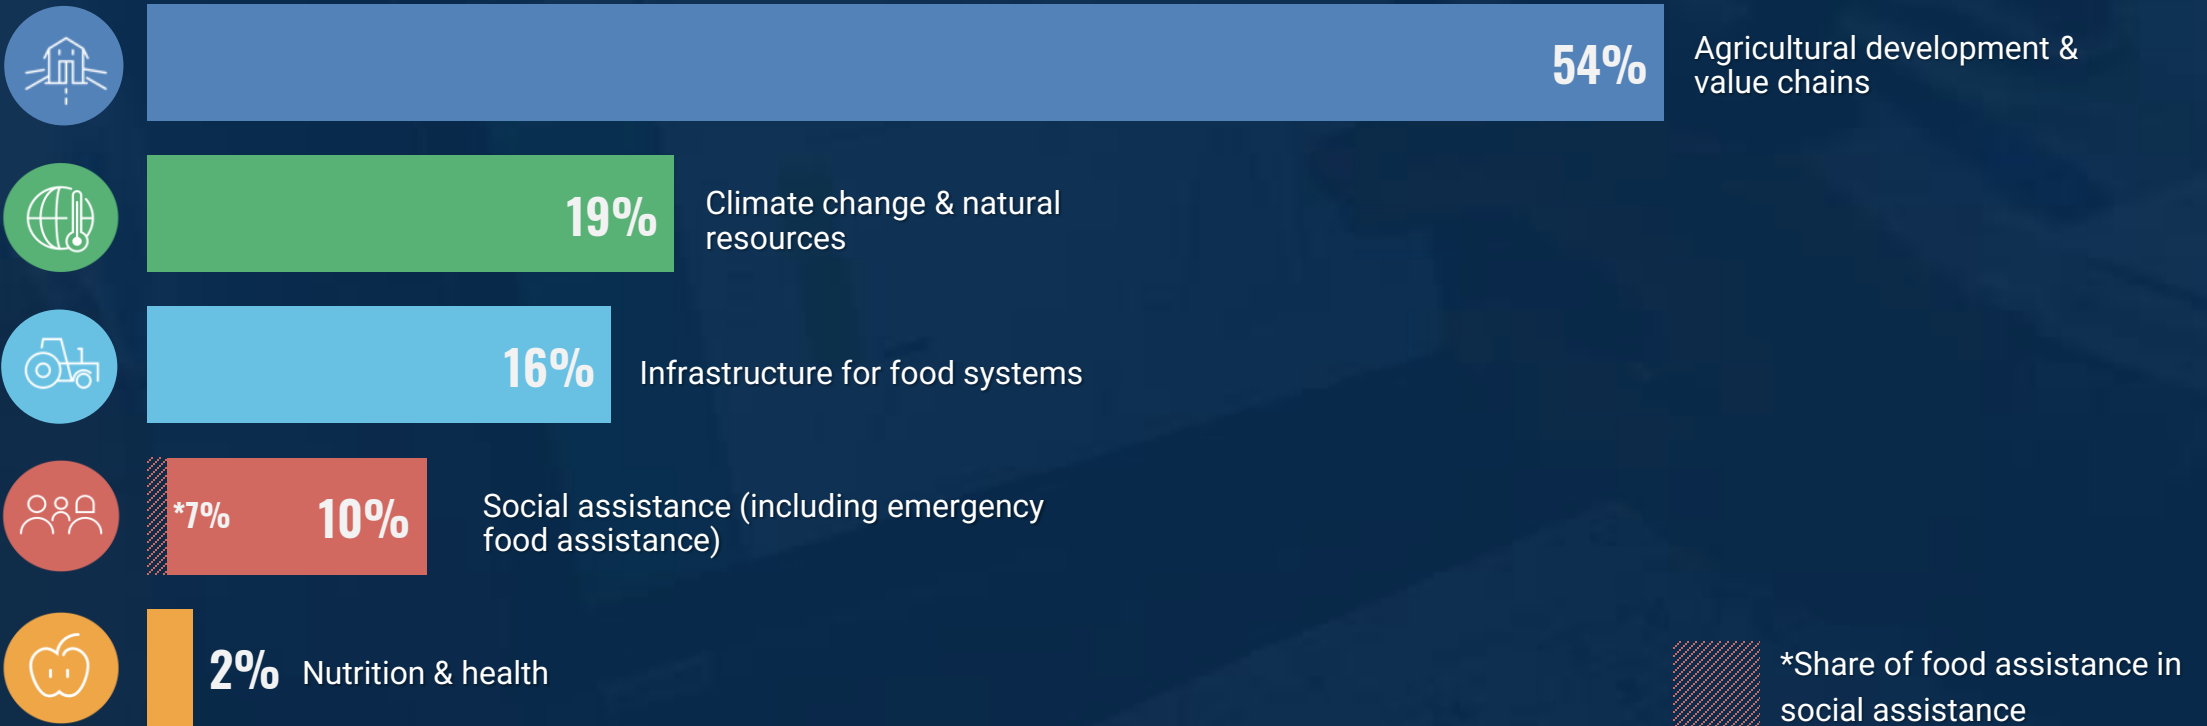 54%
Agricultural development &
value chains
19%
Climate change & natural
resources
16%
Infrastructure for food systems
*7%
10%
Social assistance (including emergency
food assistance)
2%
Nutrition & health
*Share of food assistance in
social assistance